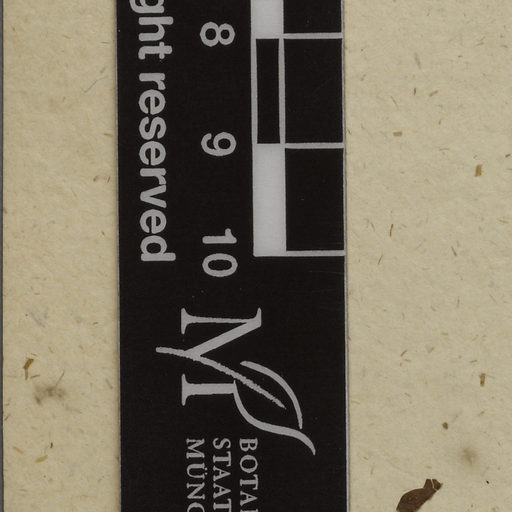 ght reserved
8
9
10
M
BOTA
STAAT
MÜNC